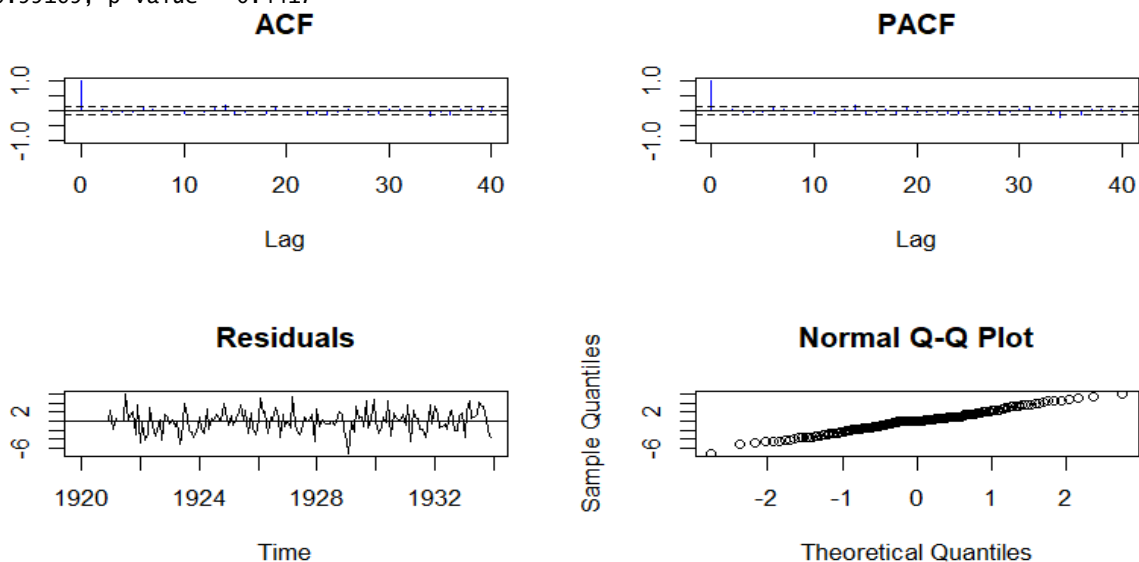 ACF
PACF
1.0
-1.0
0 10 20 30 40
Lag
1.0
-1.0
0 10 20 30 40
Lag
Residuals
2
-6
1920 1924 1928 1932
Time
Normal Q-Q Plot
Sample Quantiles
2
-6
-2 -1 0 1 2
Theoretical Quantiles